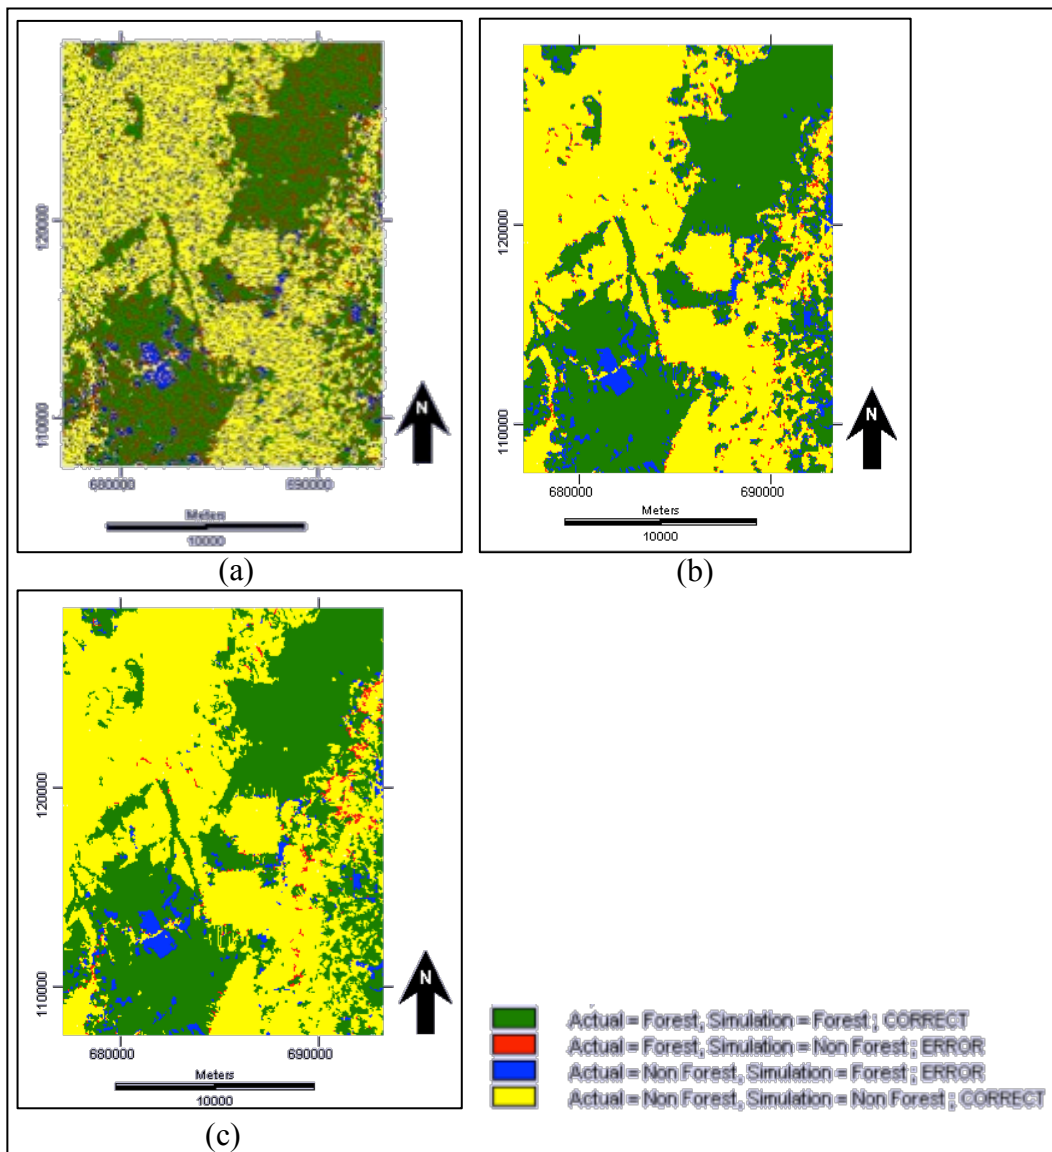 120000
110000
N
680000
690000
Meters
10000
(a)
120000
110000
N
680000
690000
Meters
10000
(b)
120000
110000
N
680000
690000
Meters
10000
(c)
Actual = Forest, Simulation = Forest ; CORRECT
Actual = Forest, Simulation = Non Forest ; ERROR
Actual = Non Forest, Simulation = Forest ; ERROR
Actual = Non Forest, Simulation = Non Forest ; CORRECT